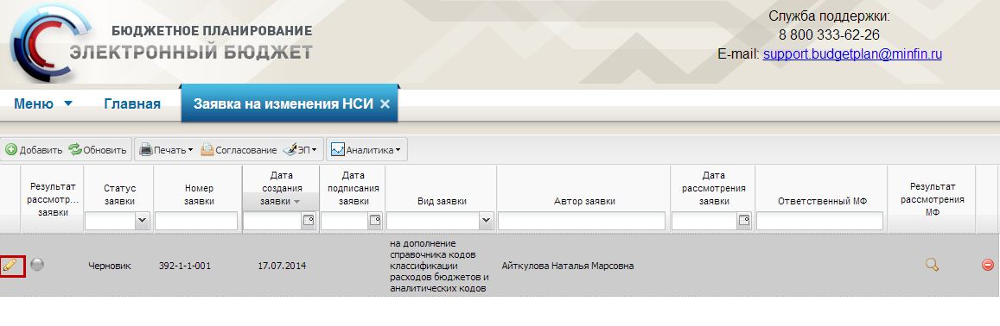 БЮДЖЕТНОЕ ПЛАНИРОВАНИЕ
ЭЛЕКТРОННЫЙ БЮДЖЕТ
Служба поддержки:
8 800 333-62-26
E-mail: support.budgetplan@minfin.ru
Меню Главная Заявка на изменения НСИ
Добавить Обновить Печать Согласование ЭП Аналитика
Результат
рассмотр...
заявки
Статус
заявки
Номер
заявки
Дата
создания
заявки
Дата
подписания
заявки
Вид заявки
Автор заявки
Дата
рассмотрения
заявки
Ответственный МФ
Результат
рассмотрения
МФ
Черновик
392-1-1-001
17.07.2014
на дополнение
справочника кодов
классификации
расходов бюджетов и
аналитических кодов
Айткулова Наталья Марсовна